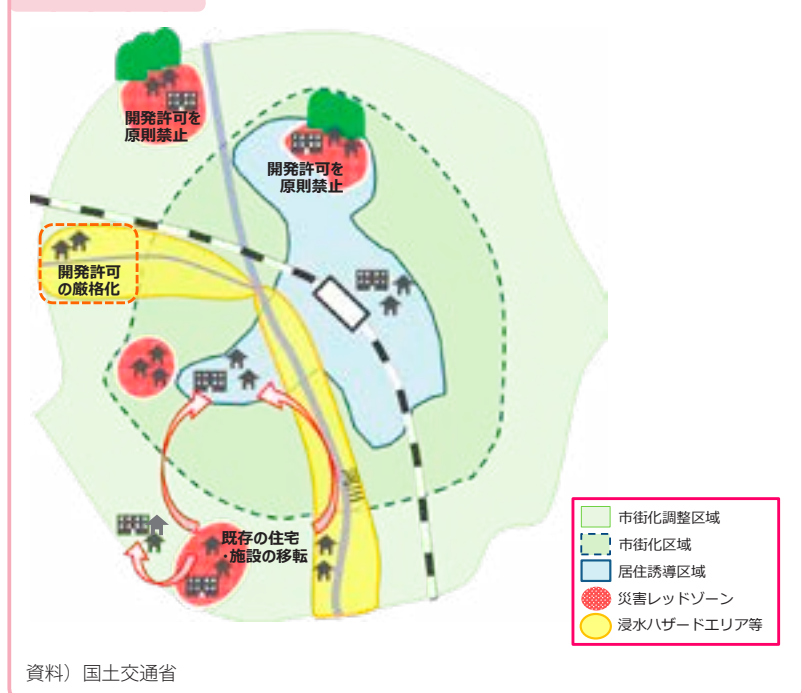 開発許可を
原則禁止
開発許可を
原則禁止
開発許可
の厳格化
河川
既存の住宅
・施設の移転
市街化調整区域
市街化区域
居住誘導区域
災害レッドゾーン
浸水ハザードエリア等
資料）国土交通省